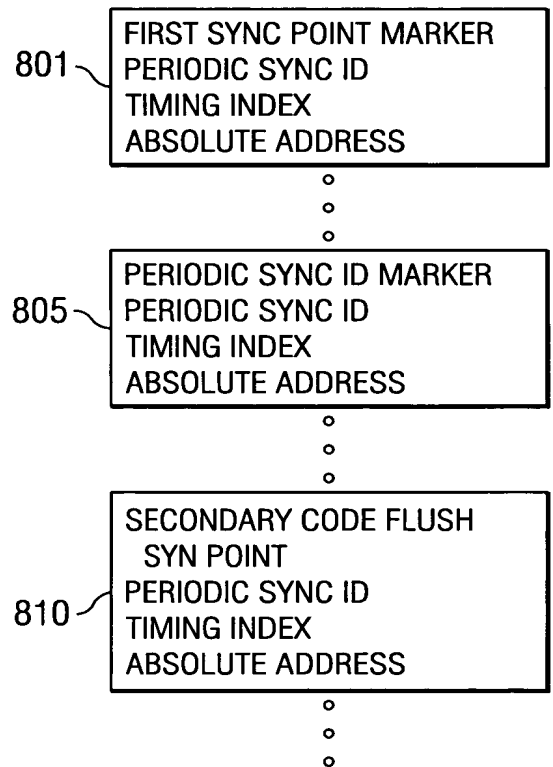 801
FIRST SYNC POINT MARKER
PERIODIC SYNC ID
TIMING INDEX
ABSOLUTE ADDRESS
805
PERIODIC SYNC ID MARKER
PERIODIC SYNC ID
TIMING INDEX
ABSOLUTE ADDRESS
810
SECONDARY CODE FLUSH
SYN POINT
PERIODIC SYNC ID
TIMING INDEX
ABSOLUTE ADDRESS